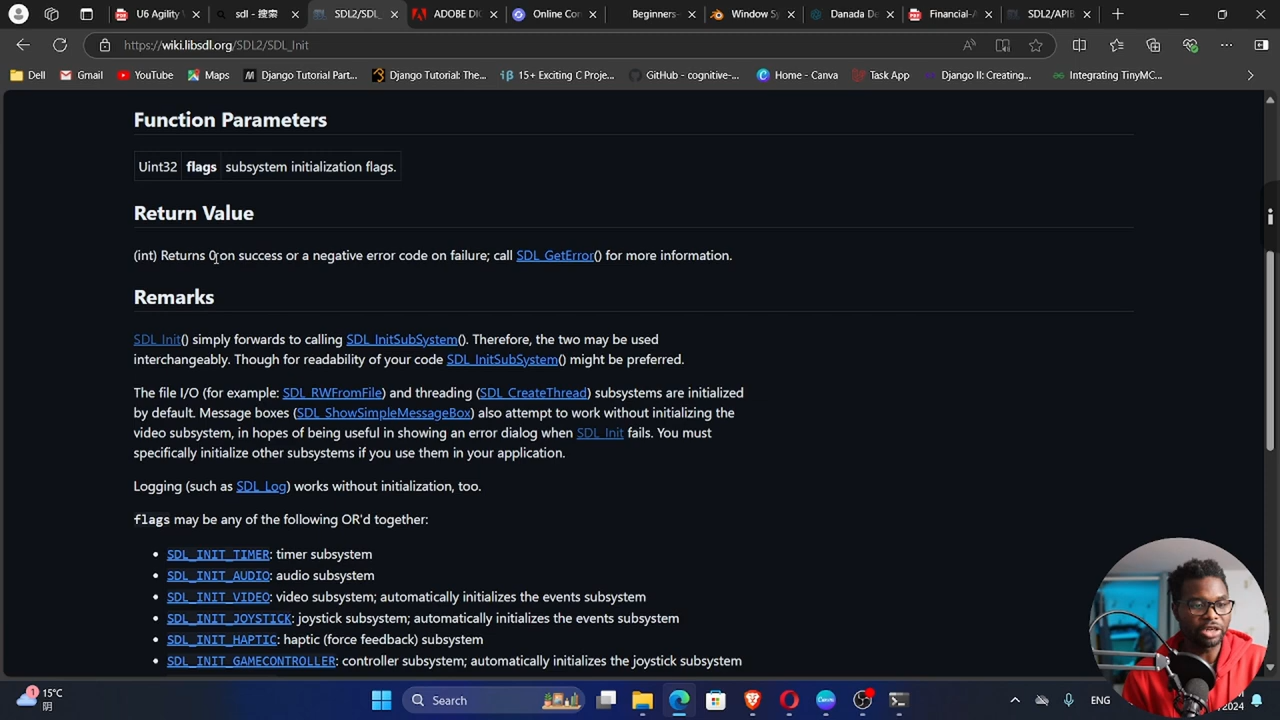 U6 Agility
sdl - 搜索
SDL2/SDL_
ADOBE DI
Online Co
Beginners-
Window S
Danada De
Financial-A
SDL2/APIB
https://wiki.libsdl.org/SDL2/SDL_Init
Dell
Gmail
YouTube
Maps
Django Tutorial Part...
Django Tutorial: The...
15+ Exciting C Proje...
GitHub - cognitive-...
Home - Canva
Task App
Django II: Creating...
Integrating TinyMC...
Function Parameters
Uint32 flags subsystem initialization flags.
Return Value
(int) Returns 0 on success or a negative error code on failure; call SDL_GetError() for more information.
Remarks
SDL_Init() simply forwards to calling SDL_InitSubSystem(). Therefore, the two may be used
interchangeably. Though for readability of your code SDL_InitSubSystem() might be preferred.
The file I/O (for example: SDL_RWFromFile) and threading (SDL_CreateThread) subsystems are initialized
by default. Message boxes (SDL_ShowSimpleMessageBox) also attempt to work without initializing the
video subsystem, in hopes of being useful in showing an error dialog when SDL_Init fails. You must
specifically initialize other subsystems if you use them in your application.
Logging (such as SDL_Log) works without initialization, too.
flags may be any of the following OR'd together:
• SDL_INIT_TIMER: timer subsystem
• SDL_INIT_AUDIO: audio subsystem
• SDL_INIT_VIDEO: video subsystem; automatically initializes the events subsystem
• SDL_INIT_JOYSTICK: joystick subsystem; automatically initializes the events subsystem
• SDL_INIT_HAPTIC: haptic (force feedback) subsystem
• SDL_INIT_GAMECONTROLLER: controller subsystem; automatically initializes the joystick subsystem
1
15°C
阴
Search
ENG
2024